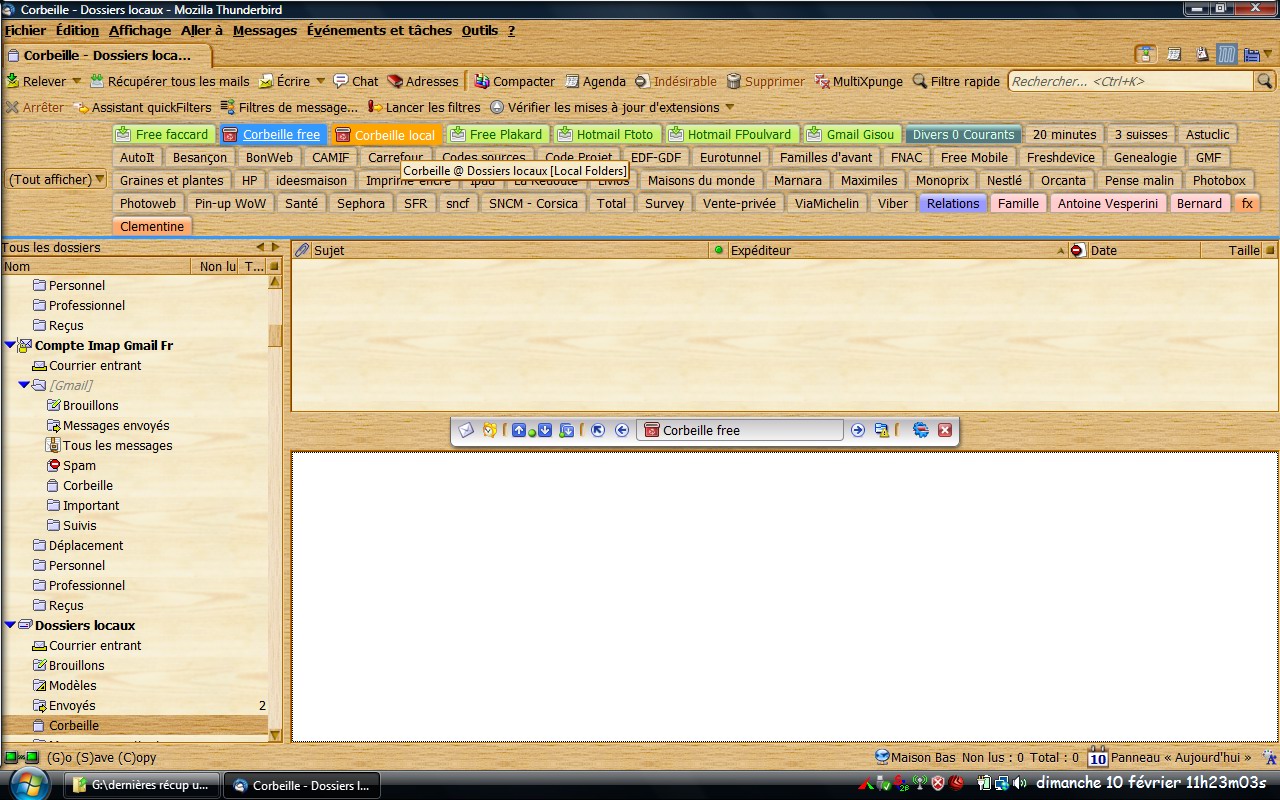 Corbeille - Dossiers locaux - Mozilla Thunderbird
Fichier Édition Affichage Aller à Messages Événements et tâches Outils ?
Corbeille - Dossiers loca...
Relever Récupérer tous les mails Écrire Chat Adresses Compacter Agenda Indésirable Supprimer MultiXpunge Filtre rapide Rechercher... <Ctrl+K>
Arrêter Assistant quickFilters Filtres de message... Lancer les filtres Vérifier les mises à jour d'extensions
Free faccard Corbeille free Corbeille local Free Plakard Hotmail Ftoto Hotmail FPoulvard Gmail Gisou Divers 0 Courants 20 minutes 3 suisses Astuclic
AutoIt Besançon BonWeb CAMIF Carrefour Codes sources Code Projet EDF-GDF Eurotunnel Familles d'avant FNAC Free Mobile Freshdevice Genealogie GMF
Corbeille @ Dossiers locaux [Local Folders]
(Tout afficher) Graines et plantes HP ideesmaison Imprime encre Ipad La Redoute Livios Maisons du monde Marnara Maximiles Monoprix Nestlé Orcanta Pense malin Photobox
Photoweb Pin-up WoW Santé Sephora SFR sncf SNCM - Corsica Total Survey Vente-privée ViaMichelin Viber Relations Famille Antoine Vesperini Bernard fx
Clementine
Tous les dossiers
Nom Non lu T...
Sujet Expéditeur Date Taille
Personnel
Professionnel
Reçus
Compte Imap Gmail Fr
Courrier entrant
[Gmail]
Brouillons
Messages envoyés
Tous les messages
Spam
Corbeille
Important
Suivis
Déplacement
Personnel
Professionnel
Reçus
Dossiers locaux
Courrier entrant
Brouillons
Modèles
Envoyés 2
Corbeille
Corbeille free
(G)o (S)ave (C)opy
Maison Bas Non lus : 0 Total : 0 10 Panneau « Aujourd'hui »
G:\dernières récup u... Corbeille - Dossiers l... dimanche 10 février 11h23m03s